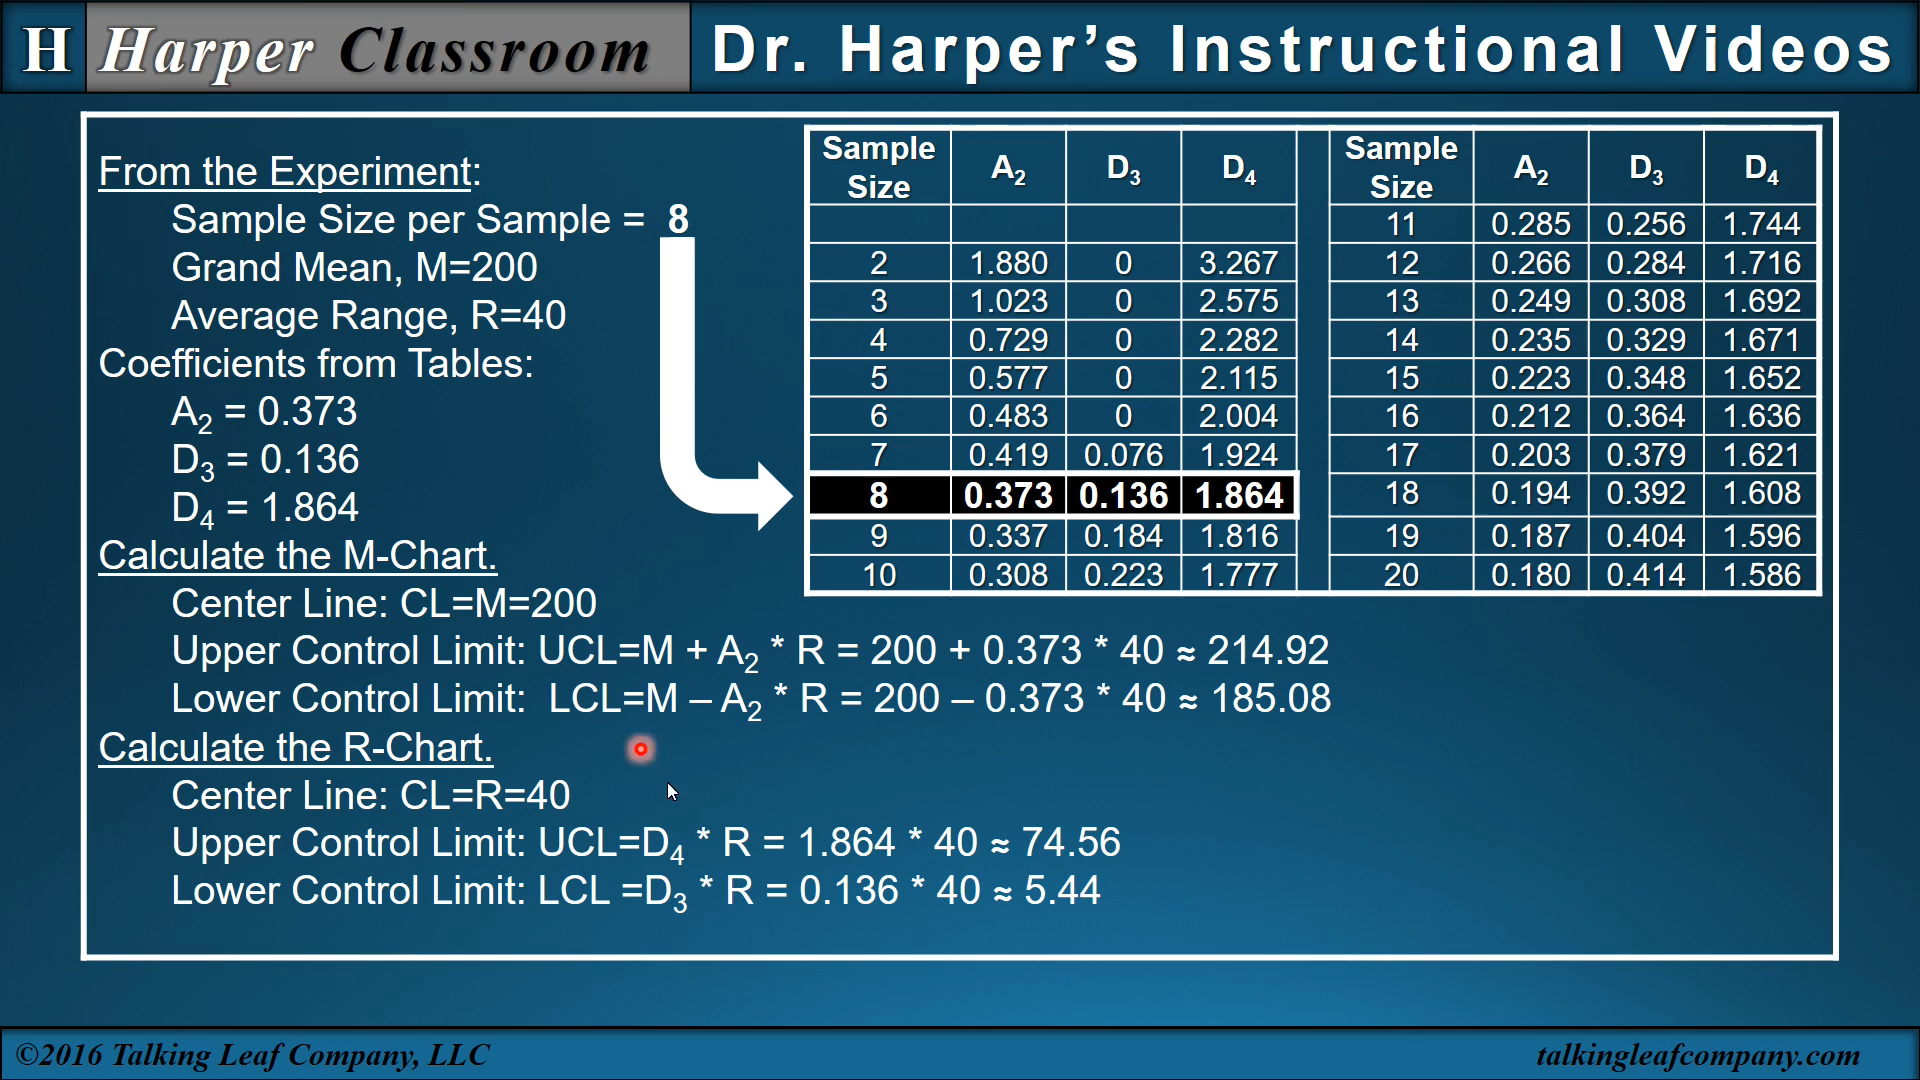 H Harper Classroom Dr. Harper's Instructional Videos
From the Experiment:
Sample Size per Sample = 8
Grand Mean, M=200
Average Range, R=40
Coefficients from Tables:
A₂ = 0.373
D₃ = 0.136
D₄ = 1.864
Calculate the M-Chart.
Center Line: CL=M=200
Upper Control Limit: UCL=M + A₂ * R = 200 + 0.373 * 40 ≈ 214.92
Lower Control Limit: LCL=M – A₂ * R = 200 – 0.373 * 40 ≈ 185.08
Calculate the R-Chart.
Center Line: CL=R=40
Upper Control Limit: UCL=D₄ * R = 1.864 * 40 ≈ 74.56
Lower Control Limit: LCL =D₃ * R = 0.136 * 40 ≈ 5.44
Sample Size A₂ D₃ D₄ Sample Size A₂ D₃ D₄
11 0.285 0.256 1.744
2 1.880 0 3.267 12 0.266 0.284 1.716
3 1.023 0 2.575 13 0.249 0.308 1.692
4 0.729 0 2.282 14 0.235 0.329 1.671
5 0.577 0 2.115 15 0.223 0.348 1.652
6 0.483 0 2.004 16 0.212 0.364 1.636
7 0.419 0.076 1.924 17 0.203 0.379 1.621
8 0.373 0.136 1.864 18 0.194 0.392 1.608
9 0.337 0.184 1.816 19 0.187 0.404 1.596
10 0.308 0.223 1.777 20 0.180 0.414 1.586
©2016 Talking Leaf Company, LLC talkingleafcompany.com